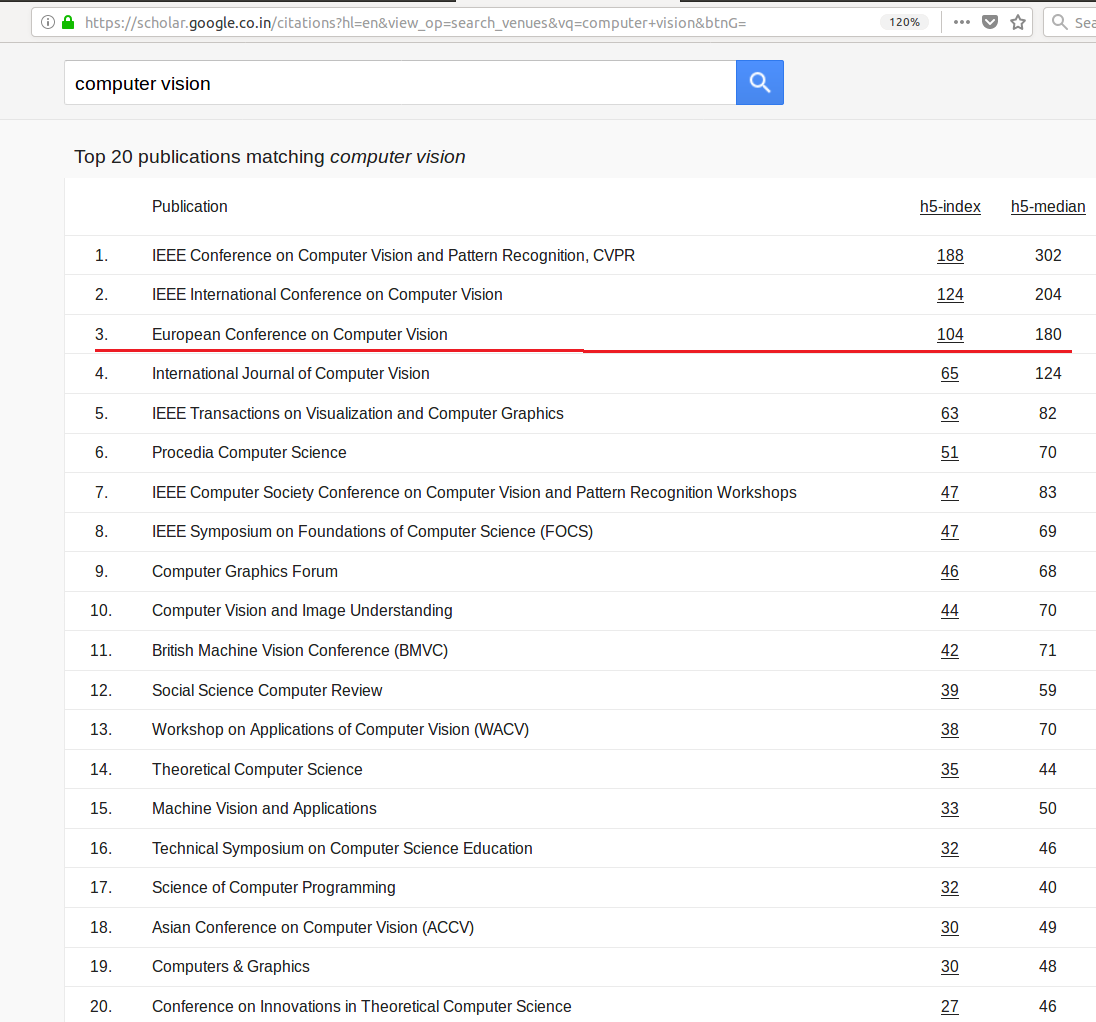 https://scholar.google.co.in/citations?hl=en&view_op=search_venues&vq=computer+vision&btnG= 120% Sea
computer vision
Top 20 publications matching computer vision
Publication h5-index h5-median
1. IEEE Conference on Computer Vision and Pattern Recognition, CVPR 188 302
2. IEEE International Conference on Computer Vision 124 204
3. European Conference on Computer Vision 104 180
4. International Journal of Computer Vision 65 124
5. IEEE Transactions on Visualization and Computer Graphics 63 82
6. Procedia Computer Science 51 70
7. IEEE Computer Society Conference on Computer Vision and Pattern Recognition Workshops 47 83
8. IEEE Symposium on Foundations of Computer Science (FOCS) 47 69
9. Computer Graphics Forum 46 68
10. Computer Vision and Image Understanding 44 70
11. British Machine Vision Conference (BMVC) 42 71
12. Social Science Computer Review 39 59
13. Workshop on Applications of Computer Vision (WACV) 38 70
14. Theoretical Computer Science 35 44
15. Machine Vision and Applications 33 50
16. Technical Symposium on Computer Science Education 32 46
17. Science of Computer Programming 32 40
18. Asian Conference on Computer Vision (ACCV) 30 49
19. Computers & Graphics 30 48
20. Conference on Innovations in Theoretical Computer Science 27 46